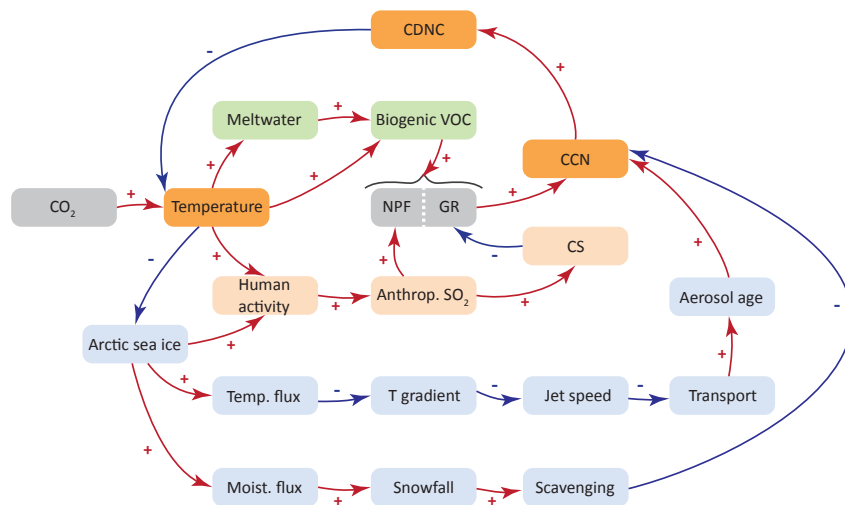 CDNC
-
+
+
Meltwater
Biogenic VOC
+
+
+
CCN
CO₂
+
Temperature
NPF
GR
+
-
+
+
-
CS
Human
activity
+
Anthrop. SO₂
+
Aerosol age
+
Arctic sea ice
+
+
Temp. flux
-
T gradient
-
Jet speed
-
Transport
+
-
+
Moist. flux
+
Snowfall
+
Scavenging